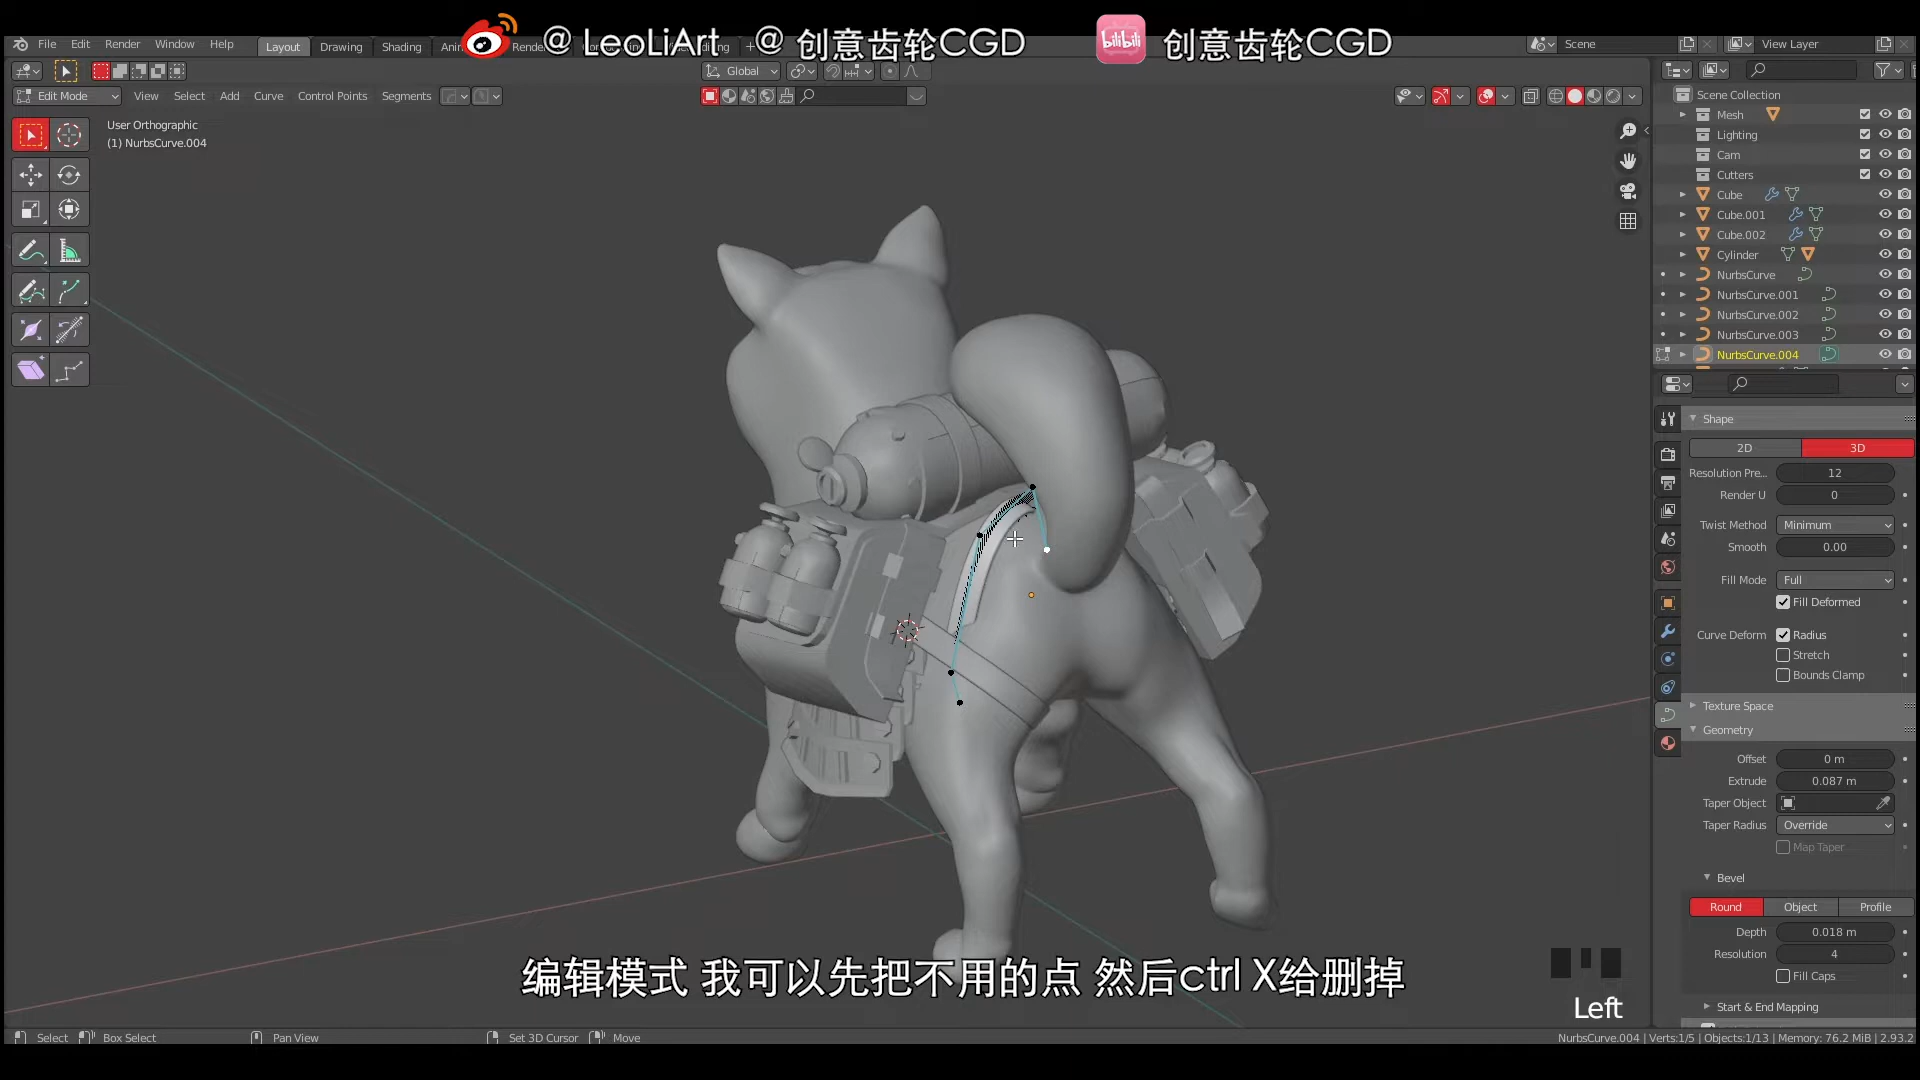 @ LeoLiArt @ 创意齿轮CGD bilibili 创意齿轮CGD
File Edit Render Window Help Layout Drawing Shading Scene View Layer
Global
Edit Mode View Select Add Curve Control Points Segments
User Orthographic
(1) NurbsCurve.004
Scene Collection
Mesh
Lighting
Cam
Cutters
Cube
Cube.001
Cube.002
Cylinder
NurbsCurve
NurbsCurve.001
NurbsCurve.002
NurbsCurve.003
NurbsCurve.004
Shape
2D 3D
Resolution Pre... 12
Render U 0
Twist Method Minimum
Smooth 0.00
Fill Mode Full
Fill Deformed
Curve Deform Radius
Stretch
Bounds Clamp
Texture Space
Geometry
Offset 0 m
Extrude 0.087 m
Taper Object
Taper Radius Override
Map Taper
Bevel
Round Object Profile
Depth 0.018 m
Resolution 4
Fill Caps
Start & End Mapping
编辑模式 我可以先把不用的点 然后ctrl X给删掉
Left
Select Box Select Pan View Set 3D Cursor Move NurbsCurve.004 | Verts:1/5 | Objects:1/13 | Memory: 76.2 MiB | 2.93.2